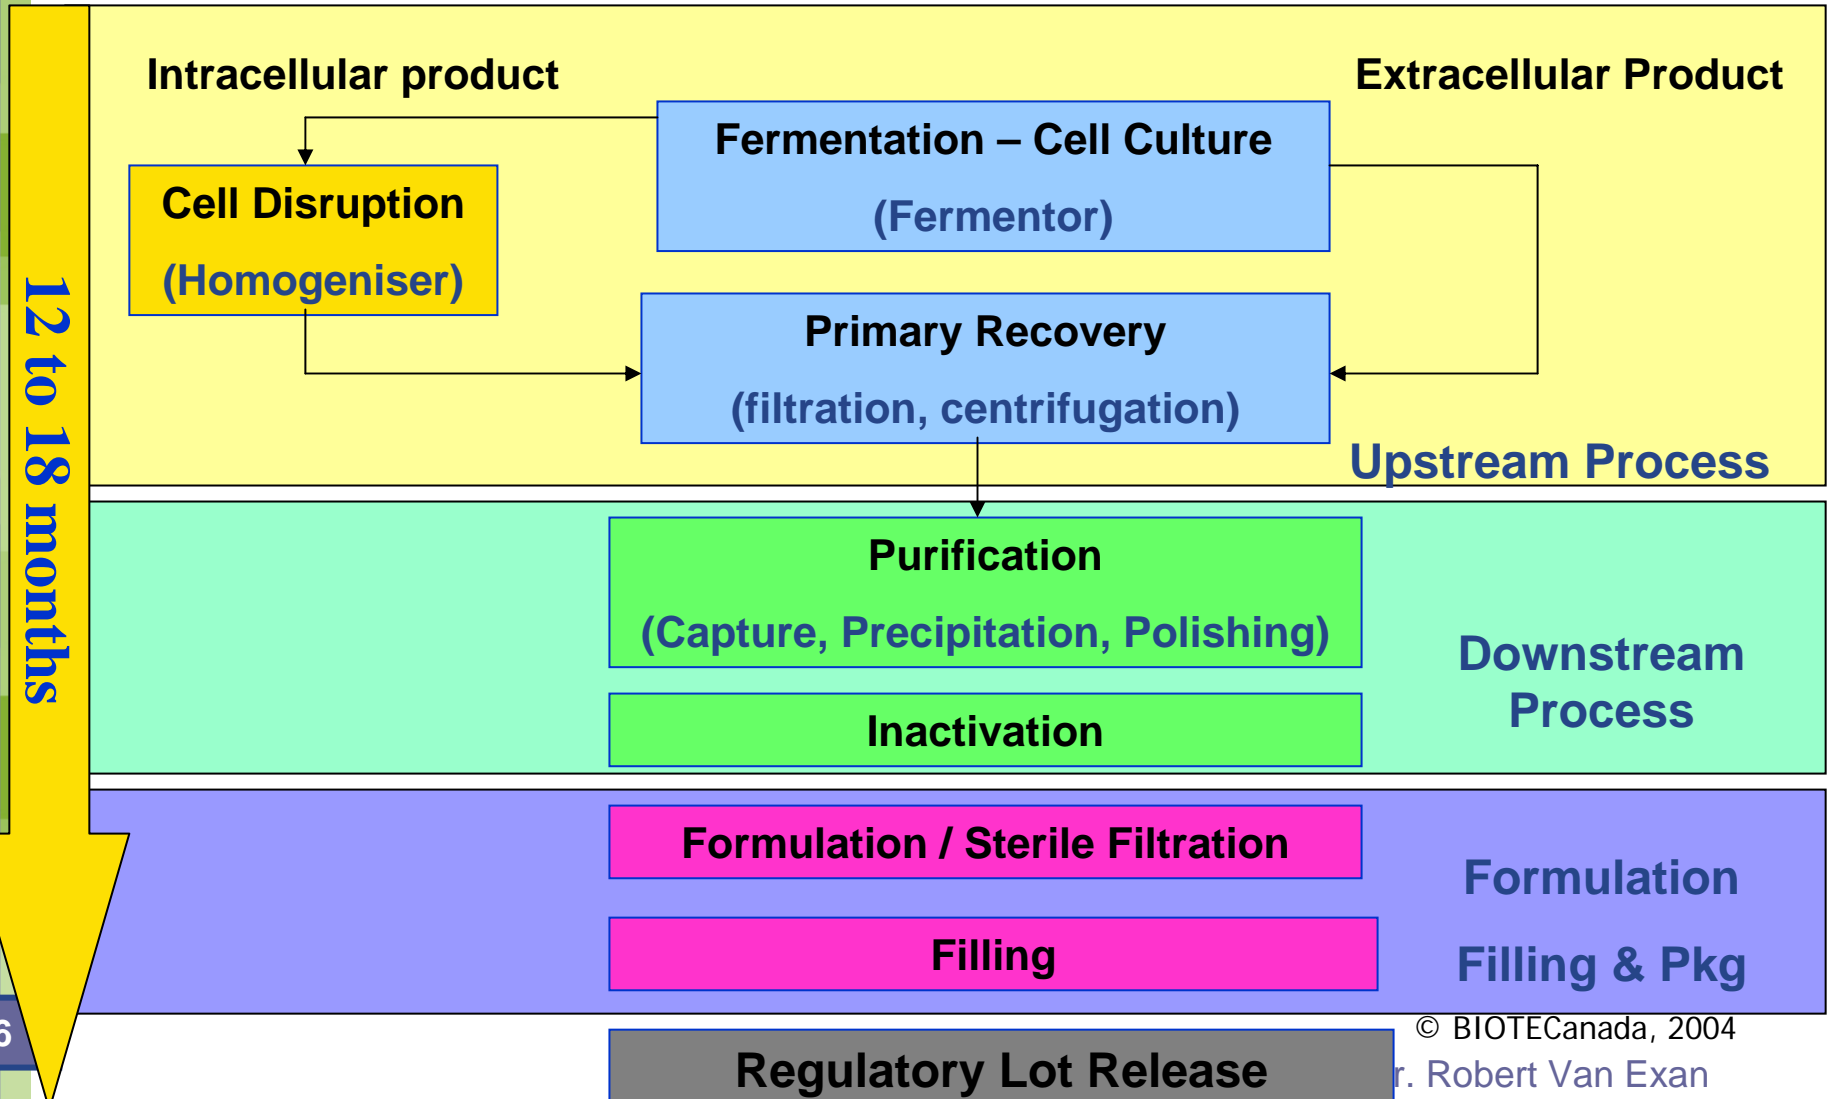 Intracellular product
Extracellular Product
Fermentation – Cell Culture
(Fermentor)
Cell Disruption
(Homogeniser)
Primary Recovery
(filtration, centrifugation)
Upstream Process
12 to 18 months
Purification
(Capture, Precipitation, Polishing)
Inactivation
Downstream
Process
Formulation / Sterile Filtration
Filling
Formulation
Filling & Pkg
6
© BIOTECanada, 2004
Regulatory Lot Release
r. Robert Van Exan